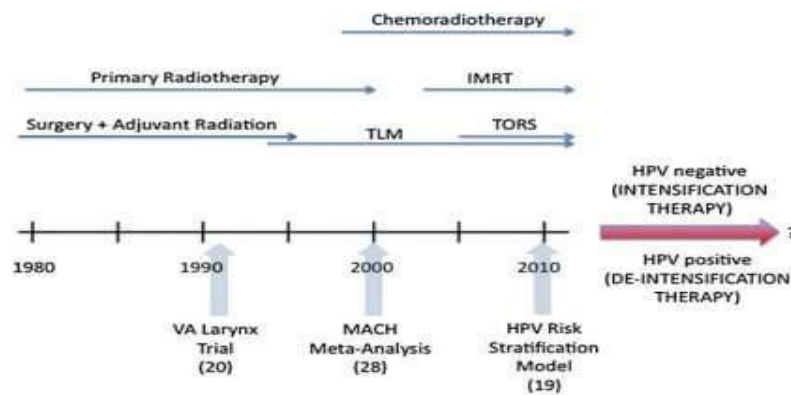 Chemoradiotherapy
Primary Radiotherapy
IMRT
Surgery + Adjuvant Radiation
TLM
TORS
HPV negative
(INTENSIFICATION
THERAPY)
?
1980
1990
2000
2010
HPV positive
(DE-INTENSIFICATION
THERAPY)
VA Larynx
Trial
(20)
MACH
Meta-Analysis
(28)
HPV Risk
Stratification
Model
(19)